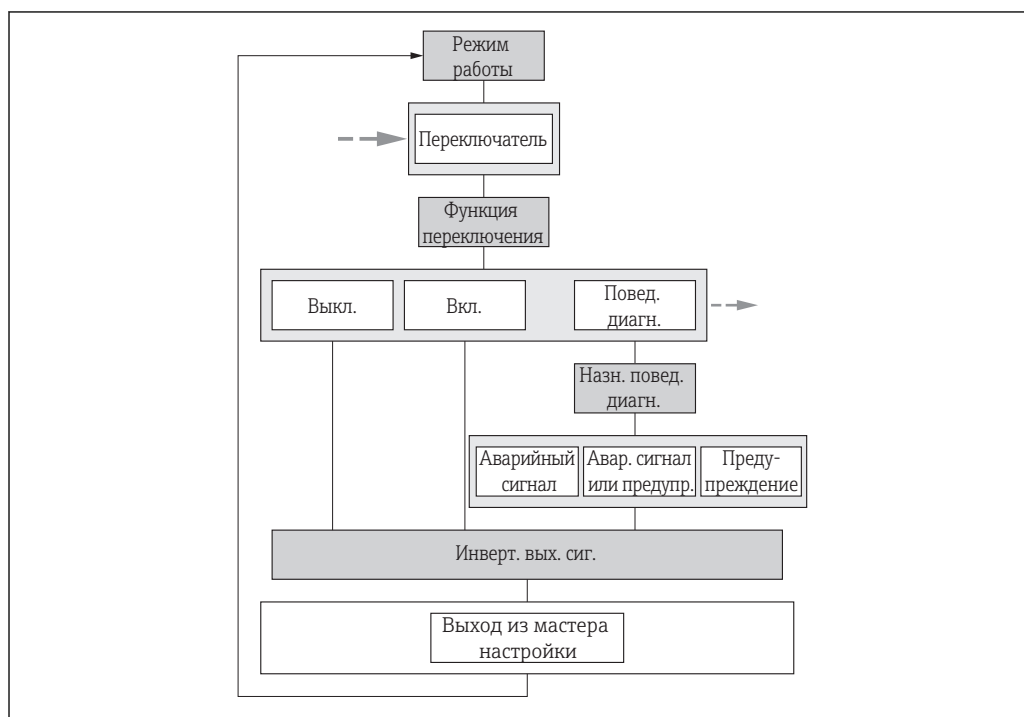 Режим
работы
Переключатель
Функция
переключения
Выкл.
Вкл.
Повед.
диагн.
Назн. повед.
диагн.
Аварийный
сигнал
Авар. сигнал
или предупр.
Преду-
преждение
Инверт. вых. сиг.
Выход из мастера
настройки